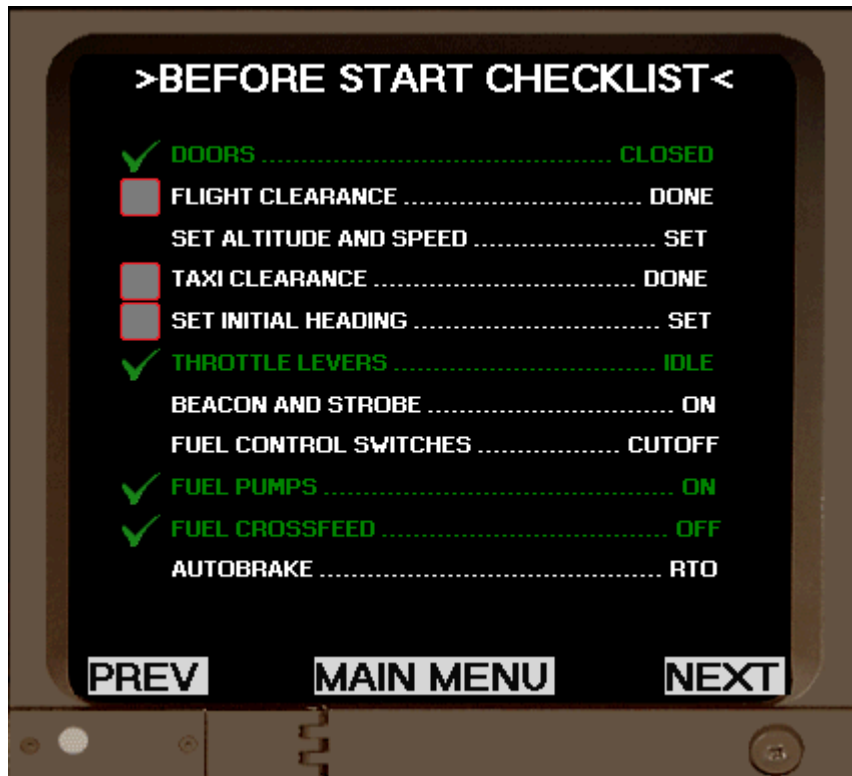 >BEFORE START CHECKLIST<
DOORS ............................................. CLOSED
FLIGHT CLEARANCE .............................. DONE
SET ALTITUDE AND SPEED .......................... SET
TAXI CLEARANCE .................................. DONE
SET INITIAL HEADING ................................ SET
THROTTLE LEVERS ................................. IDLE
BEACON AND STROBE ............................... ON
FUEL CONTROL SWITCHES .................. CUTOFF
FUEL PUMPS ............................................ ON
FUEL CROSSFEED ..................................... OFF
AUTOBRAKE ........................................... RTO
PREV MAIN MENU NEXT